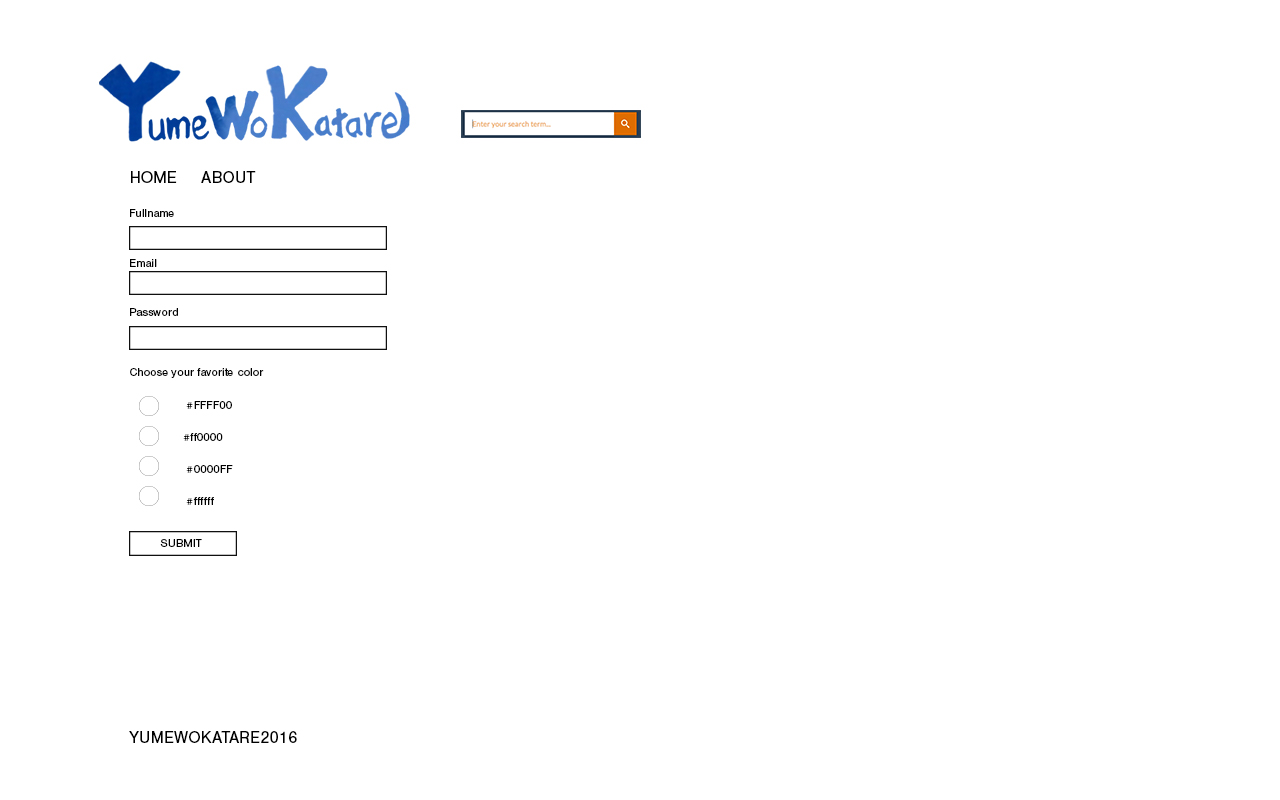 YumeWoKatare
Enter your search term...
HOME ABOUT
Fullname
Email
Password
Choose your favorite color
#FFFF00
#ff0000
#0000FF
#ffffff
SUBMIT
YUMEWOKATARE2016